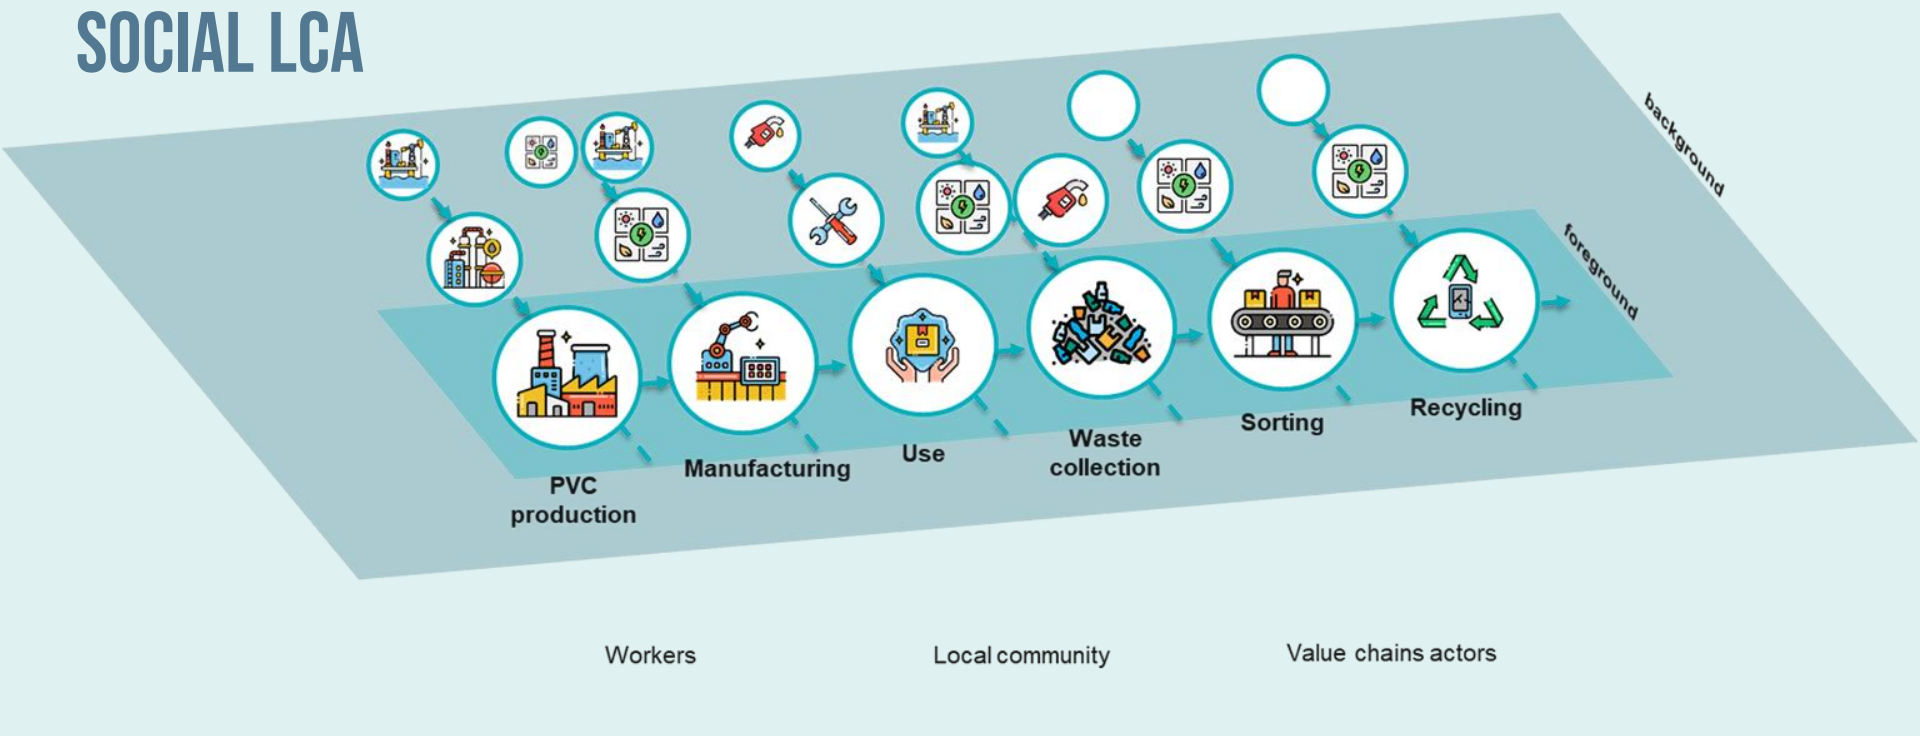 SOCIAL LCA
background
foreground
PVC
production
Manufacturing
Use
Waste
collection
Sorting
Recycling
Workers
Local community
Value chains actors